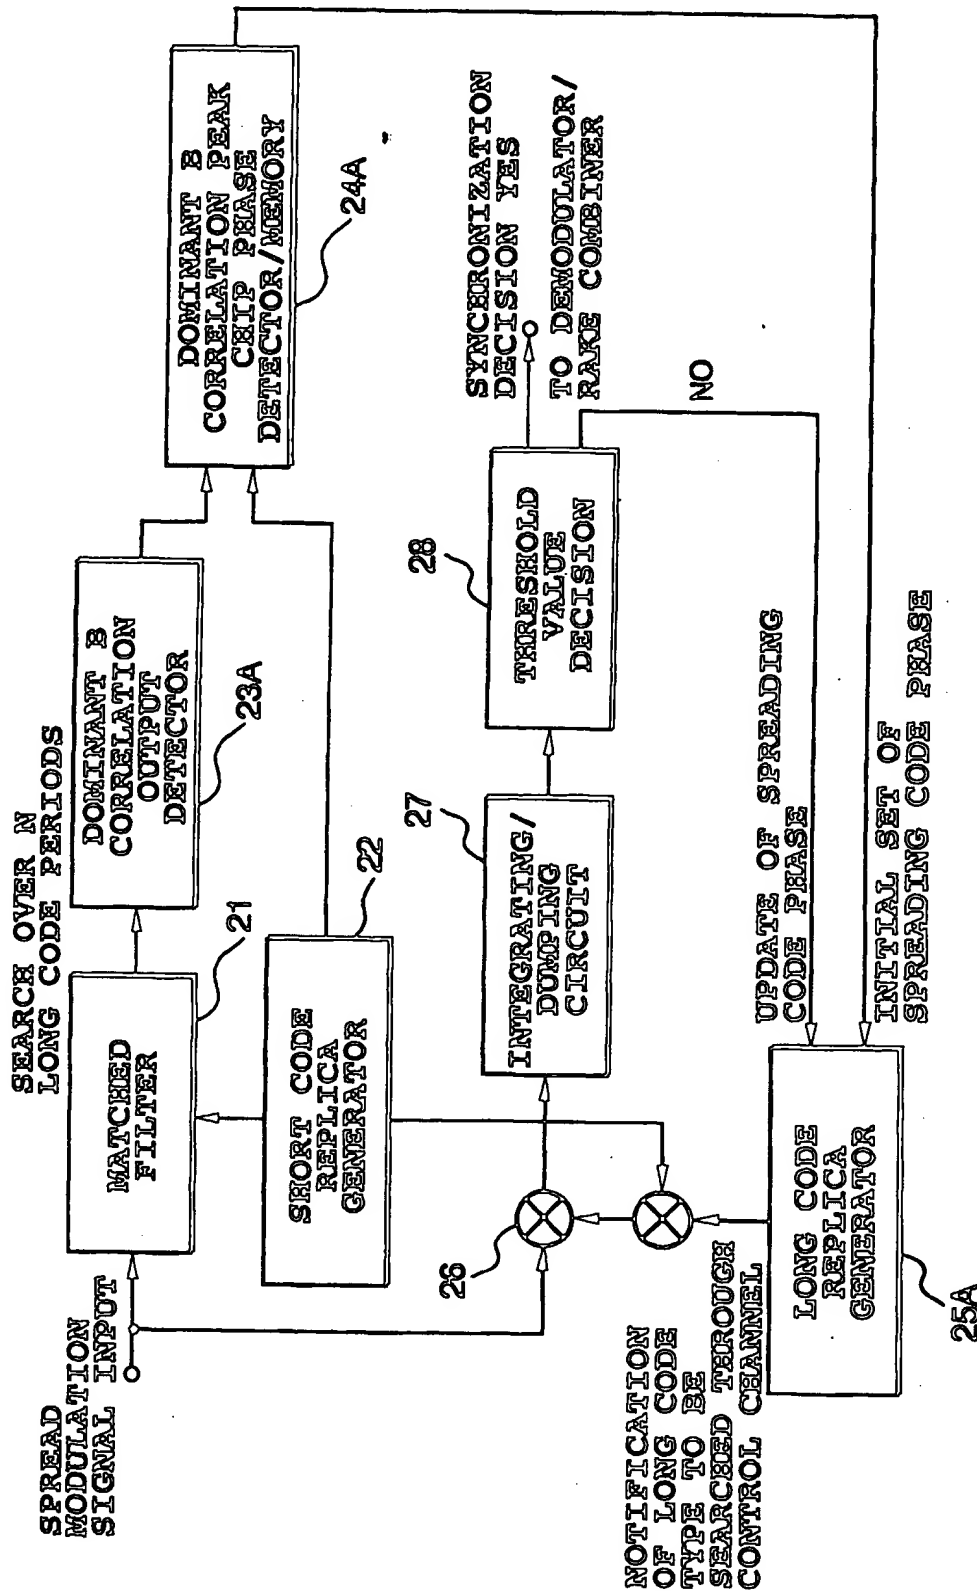 SPREAD
MODULATION
SIGNAL INPUT
SEARCH OVER N
LONG CODE PERIODS
MATCHED
FILTER
21
DOMINANT B
CORRELATION
OUTPUT
DETECTOR
23A
DOMINANT B
CORRELATION PEAK
CHIP PHASE
DETECTOR/MEMORY
24A
SHORT CODE
REPLICA
GENERATOR
22
26
INTEGRATING/
DUMPING
CIRCUIT
27
THRESHOLD
VALUE
DECISION
28
SYNCHRONIZATION
DECISION YES
TO DEMODULATOR/
RAKE COMBINER
NO
NOTIFICATION
OF LONG CODE
TYPE TO BE
SEARCHED THROUGH
CONTROL CHANNEL
LONG CODE
REPLICA
GENERATOR
25A
UPDATE OF SPREADING
CODE PHASE
INITIAL SET OF
SPREADING CODE PHASE